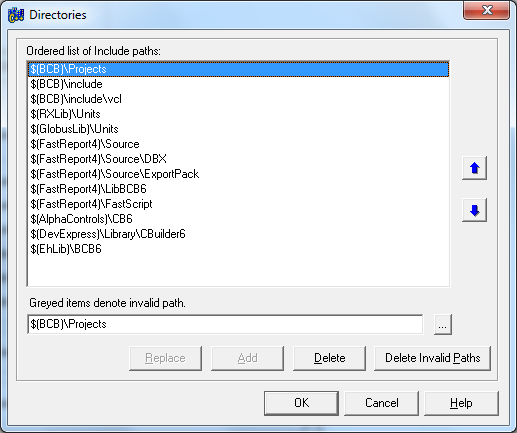 Directories
Ordered list of Include paths:
$(BCB)\Projects
$(BCB)\include
$(BCB)\include\vcl
$(RXLib)\Units
$(GlobusLib)\Units
$(FastReport4)\Source
$(FastReport4)\Source\DBX
$(FastReport4)\Source\ExportPack
$(FastReport4)\LibBCB6
$(FastReport4)\FastScript
$(AlphaControls)\CB6
$(DevExpress)\Library\CBuilder6
$(EhLib)\BCB6
Greyed items denote invalid path.
$(BCB)\Projects
...
Replace Add Delete Delete Invalid Paths
OK Cancel Help